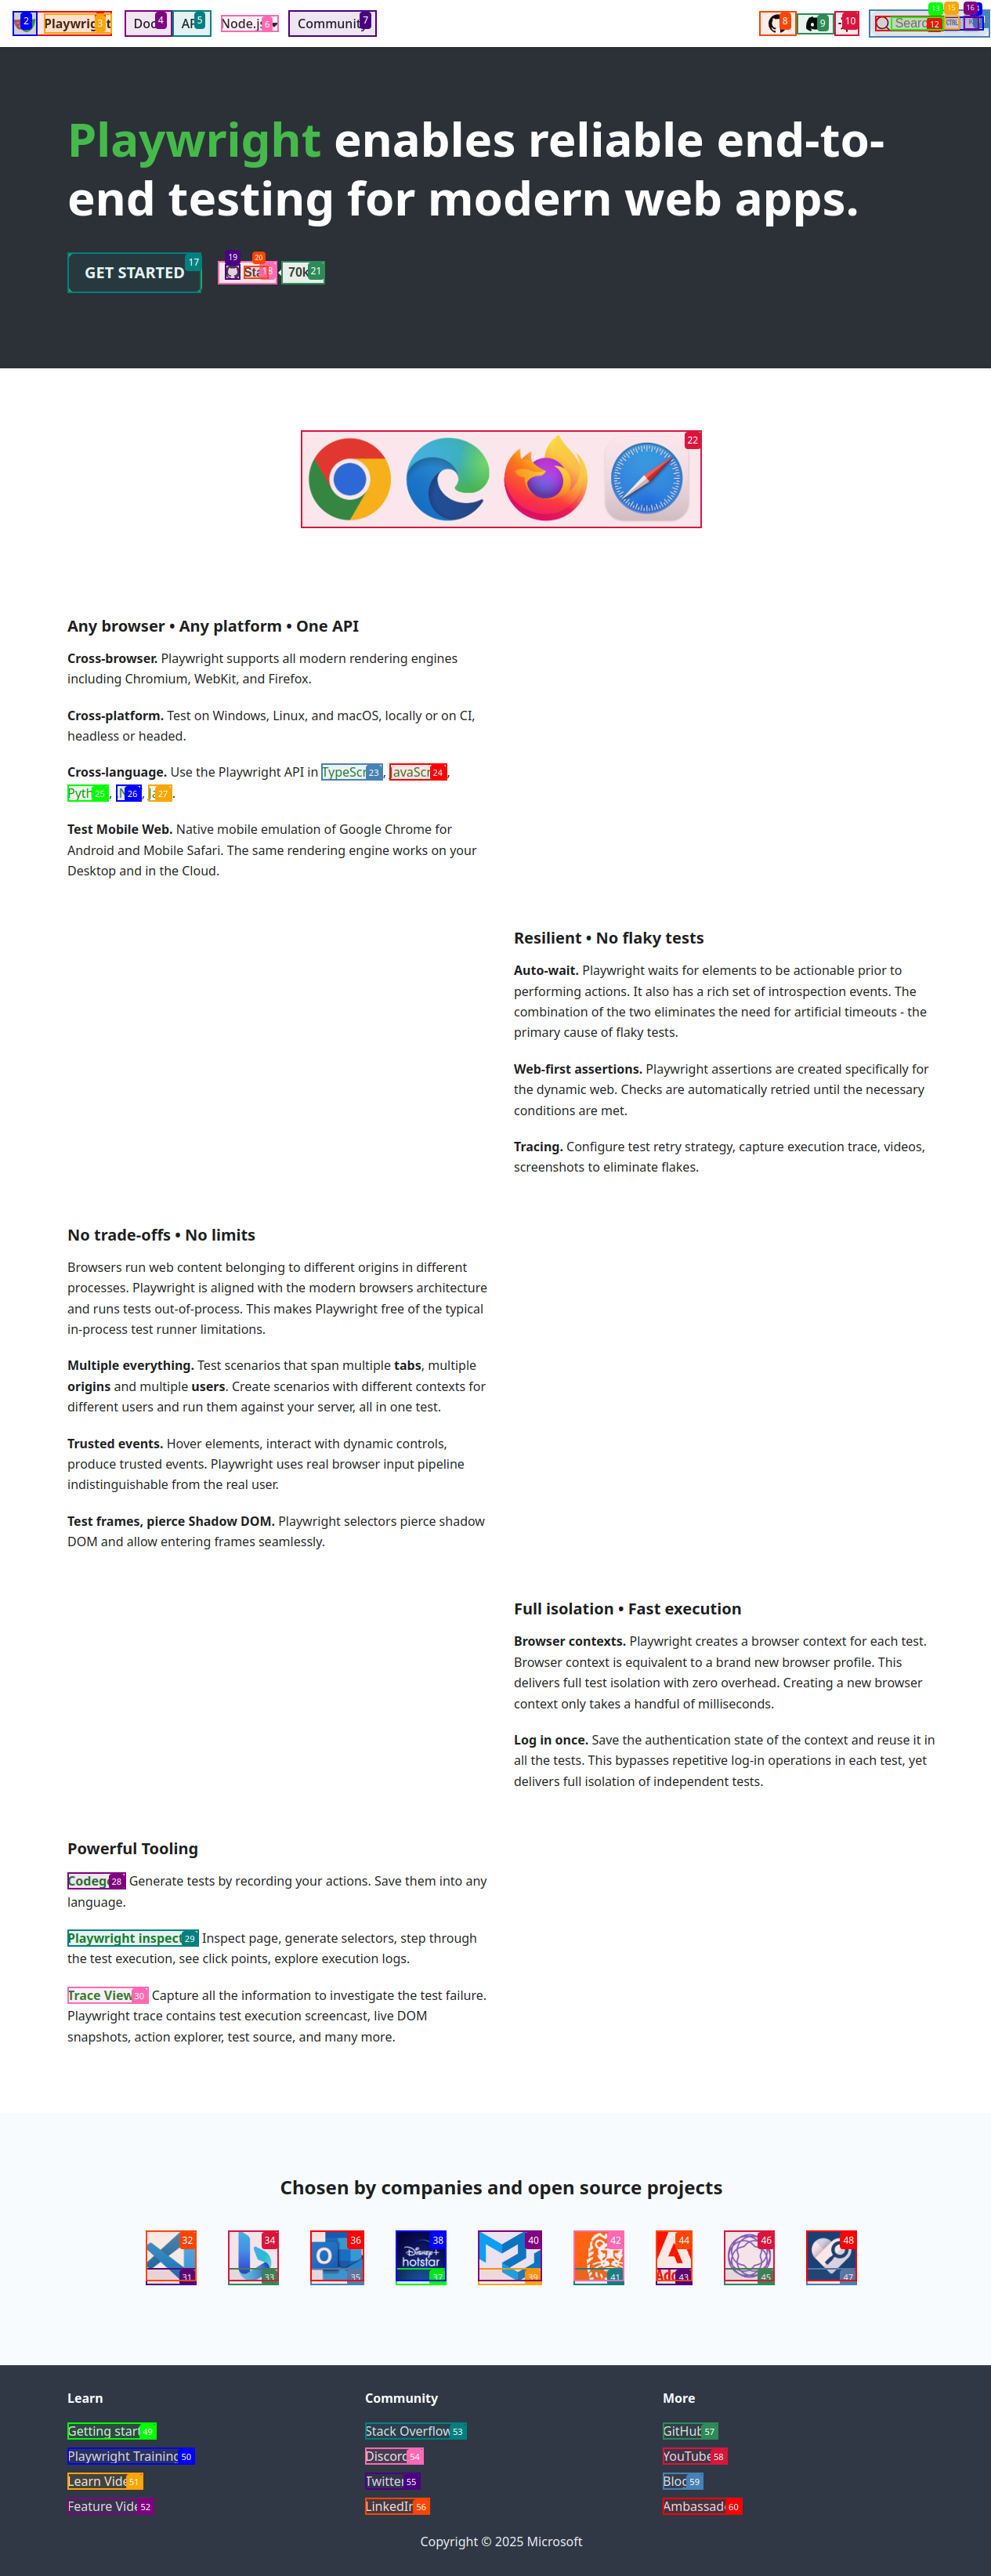 2 4 5 6 7 8 9 10 13 15 16
Node.js Community Search CTRL K
12
Playwright enables reliable end-to-
end testing for modern web apps.
19 20
GET STARTED 17 Star 18 70k 21
22
Any browser • Any platform • One API
Cross-browser. Playwright supports all modern rendering engines
including Chromium, WebKit, and Firefox.
Cross-platform. Test on Windows, Linux, and macOS, locally or on CI,
headless or headed.
Cross-language. Use the Playwright API in TypeScr 23, JavaScr 24,
Pyth 25, N 26, Ja 27.
Test Mobile Web. Native mobile emulation of Google Chrome for
Android and Mobile Safari. The same rendering engine works on your
Desktop and in the Cloud.
Resilient • No flaky tests
Auto-wait. Playwright waits for elements to be actionable prior to
performing actions. It also has a rich set of introspection events. The
combination of the two eliminates the need for artificial timeouts - the
primary cause of flaky tests.
Web-first assertions. Playwright assertions are created specifically for
the dynamic web. Checks are automatically retried until the necessary
conditions are met.
Tracing. Configure test retry strategy, capture execution trace, videos,
screenshots to eliminate flakes.
No trade-offs • No limits
Browsers run web content belonging to different origins in different
processes. Playwright is aligned with the modern browsers architecture
and runs tests out-of-process. This makes Playwright free of the typical
in-process test runner limitations.
Multiple everything. Test scenarios that span multiple tabs, multiple
origins and multiple users. Create scenarios with different contexts for
different users and run them against your server, all in one test.
Trusted events. Hover elements, interact with dynamic controls,
produce trusted events. Playwright uses real browser input pipeline
indistinguishable from the real user.
Test frames, pierce Shadow DOM. Playwright selectors pierce shadow
DOM and allow entering frames seamlessly.
Full isolation • Fast execution
Browser contexts. Playwright creates a browser context for each test.
Browser context is equivalent to a brand new browser profile. This
delivers full test isolation with zero overhead. Creating a new browser
context only takes a handful of milliseconds.
Log in once. Save the authentication state of the context and reuse it in
all the tests. This bypasses repetitive log-in operations in each test, yet
delivers full isolation of independent tests.
Powerful Tooling
Codege 28 Generate tests by recording your actions. Save them into any
language.
Playwright inspect 29 Inspect page, generate selectors, step through
the test execution, see click points, explore execution logs.
Trace View 30 Capture all the information to investigate the test failure.
Playwright trace contains test execution screencast, live DOM
snapshots, action explorer, test source, and many more.
Chosen by companies and open source projects
32 34 36 38 40 42 44 46 48
Disney+
hotstar
31 33 35 37 39 41 Ado 43 45 47
Learn
Getting start 49
Playwright Training 50
Learn Vide 51
Feature Vide 52
Community
Stack Overflow 53
Discord 54
Twitter 55
LinkedIn 56
More
GitHub 57
YouTube 58
Blog 59
Ambassad 60
Copyright © 2025 Microsoft